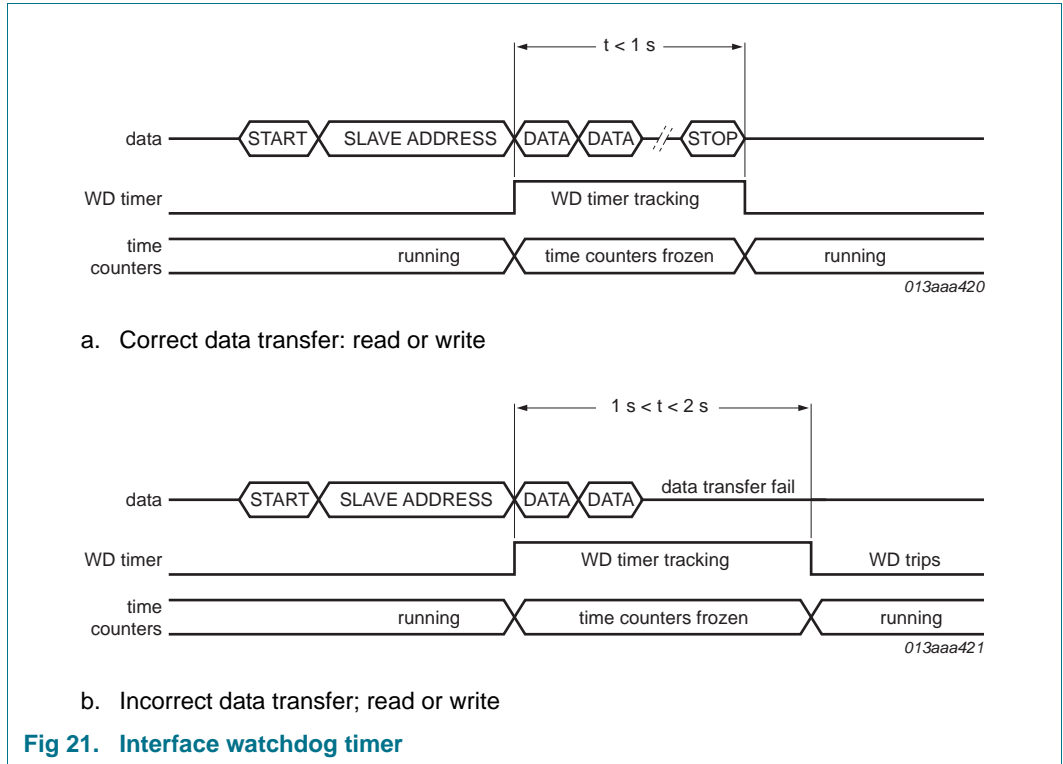 t < 1 s
data START SLAVE ADDRESS DATA DATA STOP
WD timer WD timer tracking
time counters running time counters frozen running
013aaa420
a. Correct data transfer: read or write
1 s < t < 2 s
data START SLAVE ADDRESS DATA DATA data transfer fail
WD timer WD timer tracking WD trips
time counters running time counters frozen running
013aaa421
b. Incorrect data transfer; read or write
Fig 21. Interface watchdog timer